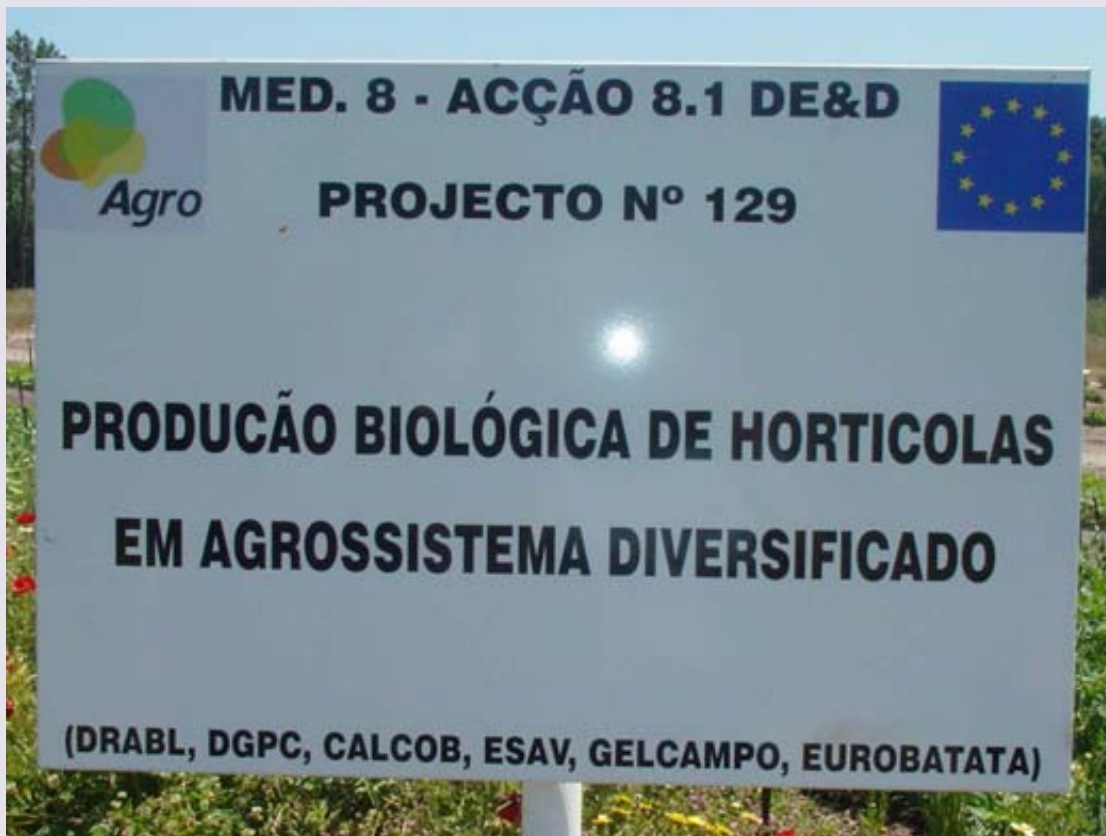 MED. 8 - ACÇÃO 8.1 DE&D
Agro
PROJECTO Nº 129
PRODUCÃO BIOLÓGICA DE HORTICOLAS
EM AGROSSISTEMA DIVERSIFICADO
(DRABL, DGPC, CALCOB, ESAV, GELCAMPO, EUROBATATA)